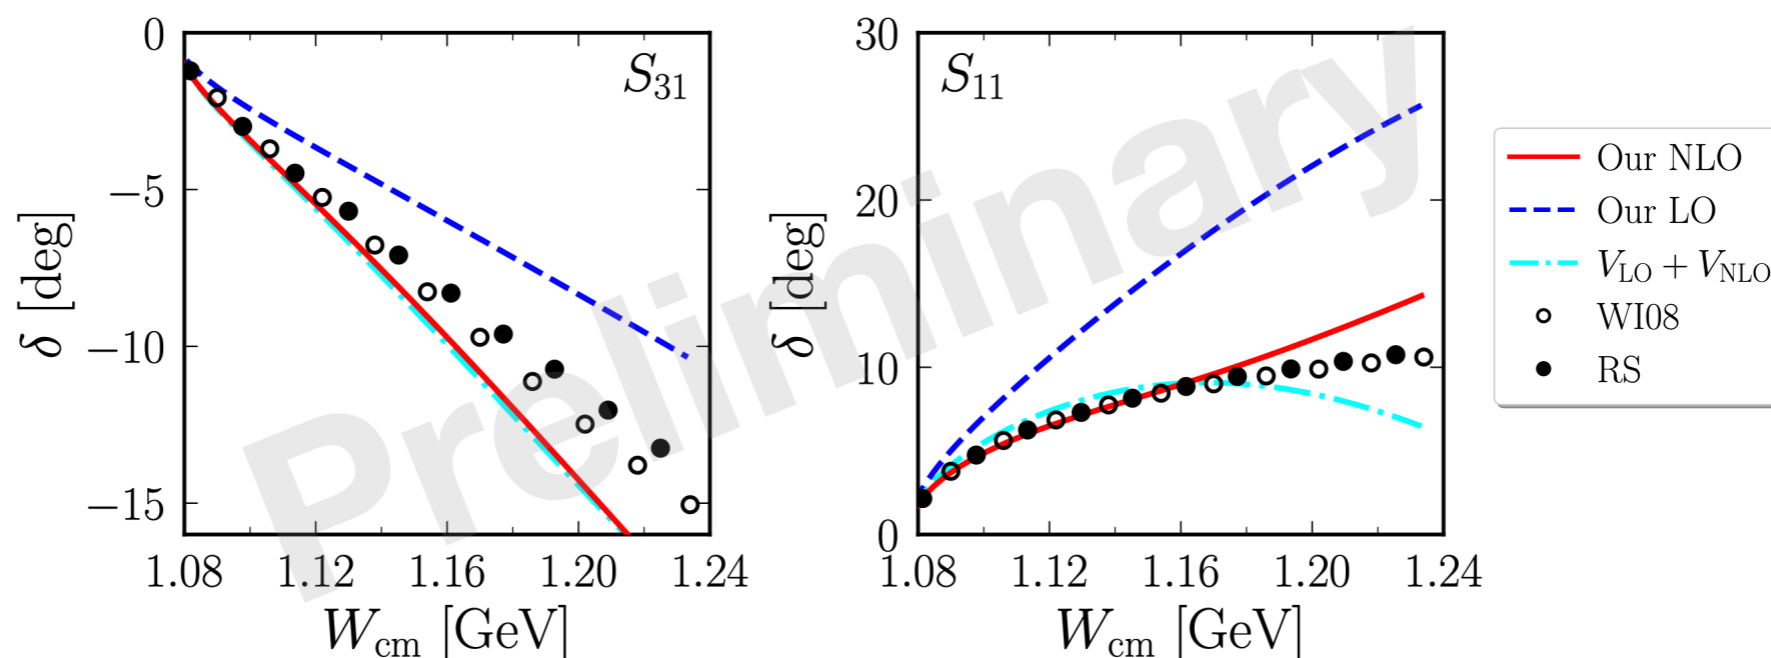 0
−5
−10
−15
δ [deg]
S31
1.08 1.12 1.16 1.20 1.24
Wcm [GeV]
30
20
10
0
δ [deg]
S11
1.08 1.12 1.16 1.20 1.24
Wcm [GeV]
Our NLO
Our LO
VLO + VNLO
WI08
RS
Preliminary